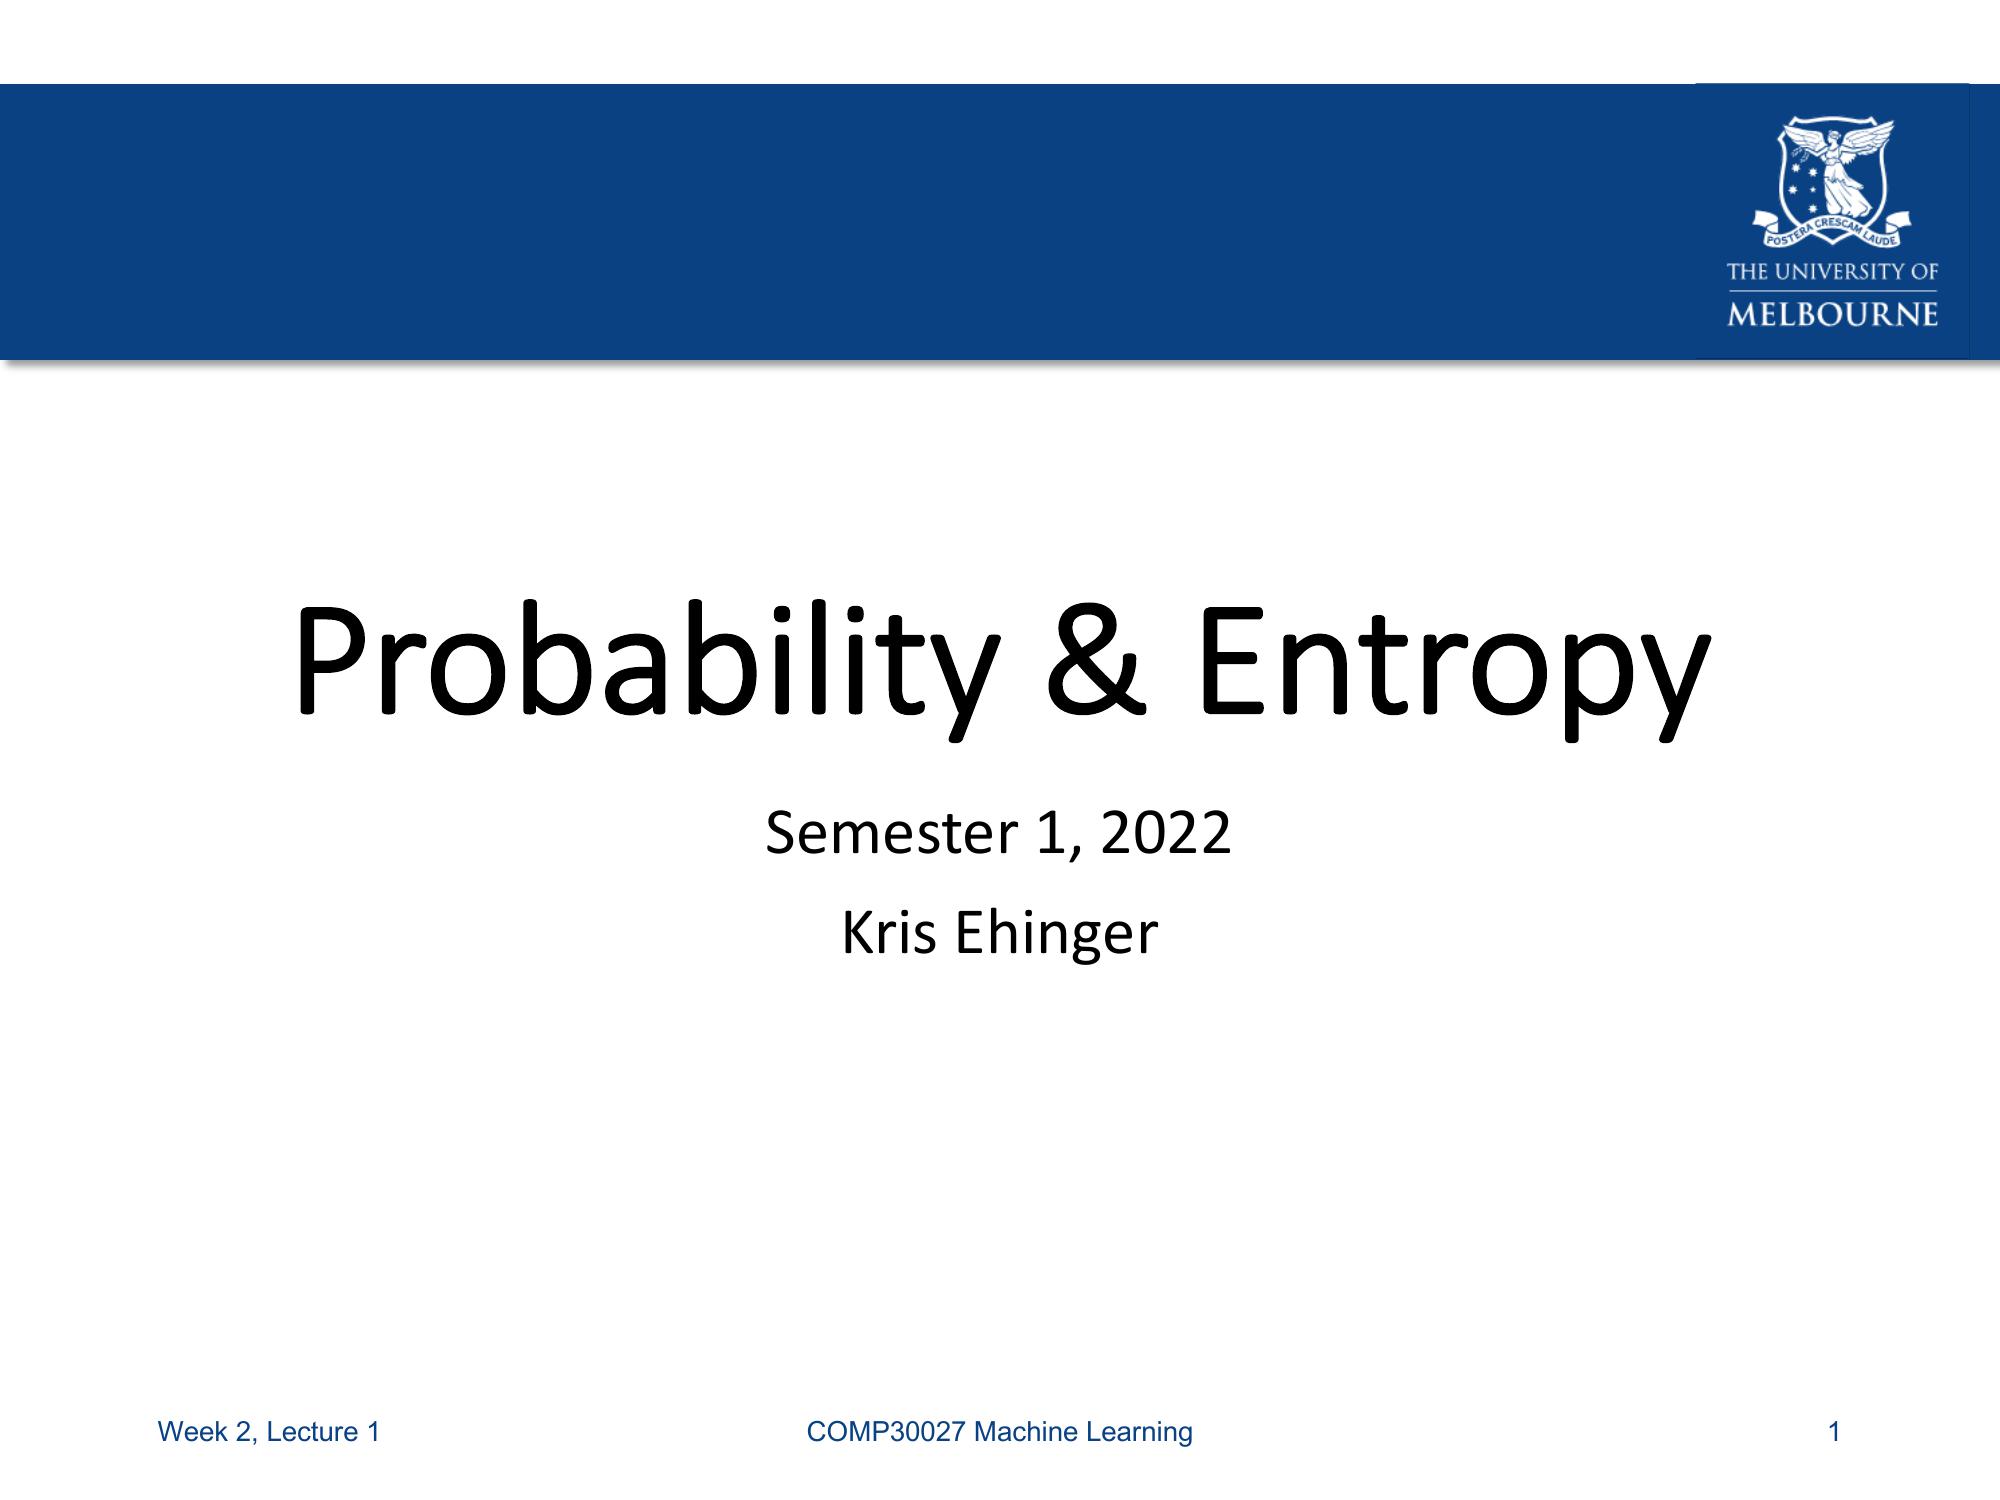 POSTERA CRESCAM LAUDE
THE UNIVERSITY OF
MELBOURNE
Probability & Entropy
Semester 1, 2022
Kris Ehinger
Week 2, Lecture 1
COMP30027 Machine Learning
1